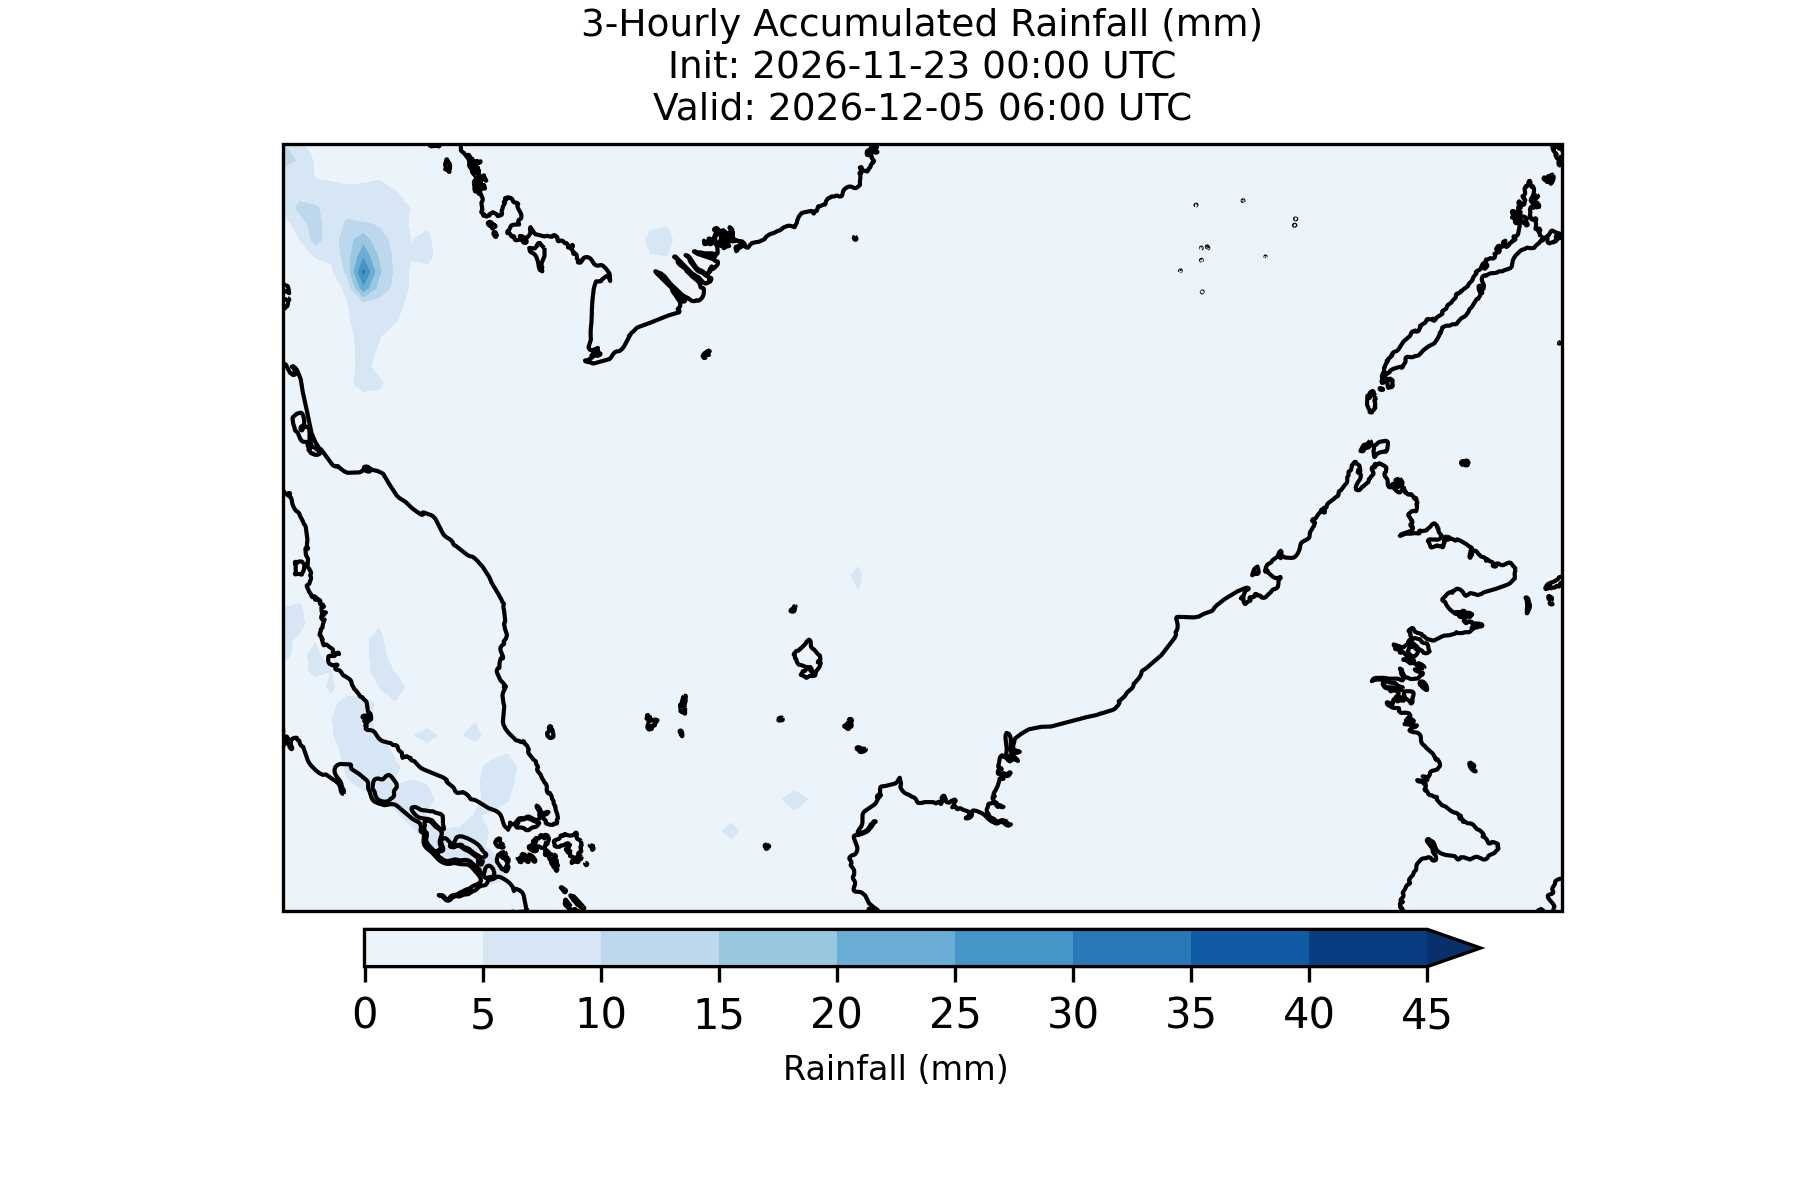 3-Hourly Accumulated Rainfall (mm)
Init: 2026-11-23 00:00 UTC
Valid: 2026-12-05 06:00 UTC
0 5 10 15 20 25 30 35 40 45
Rainfall (mm)